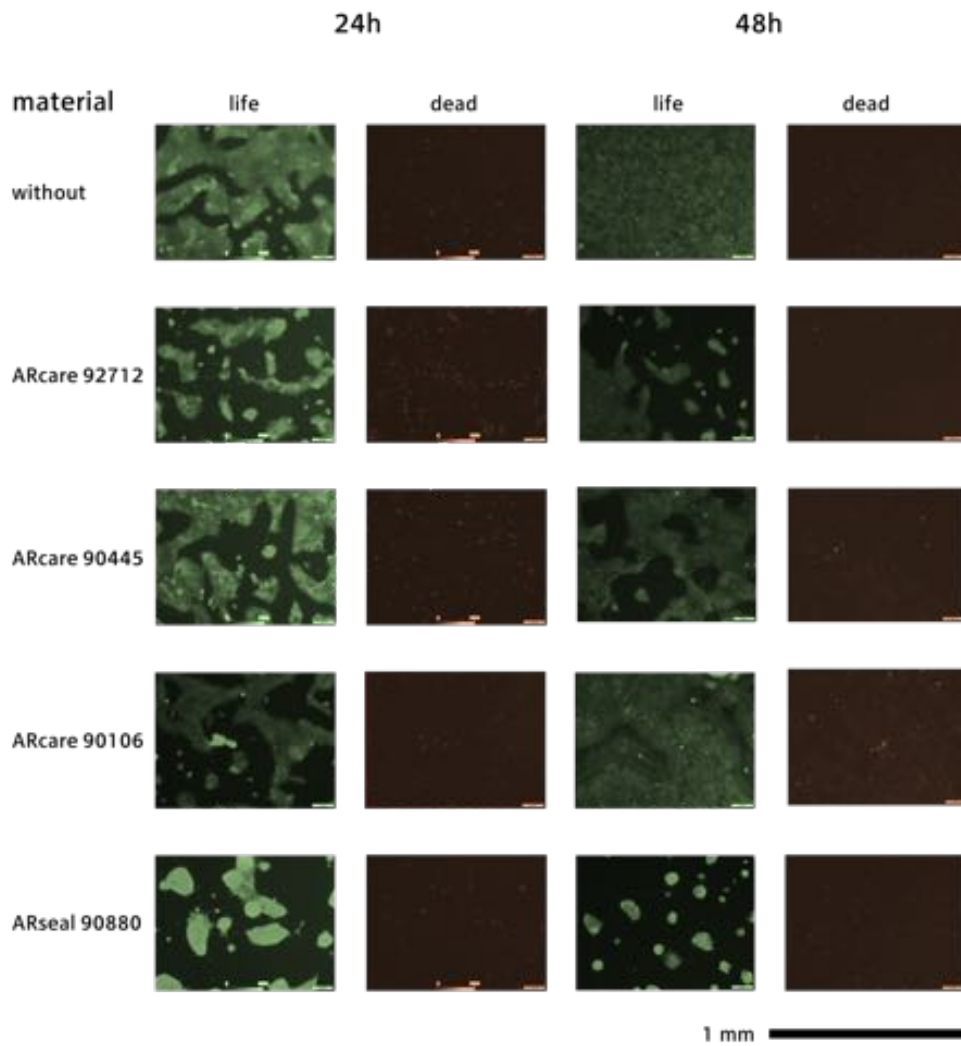 24h 48h
material life dead life dead
without
ARcare 92712
ARcare 90445
ARcare 90106
ARseal 90880
1 mm